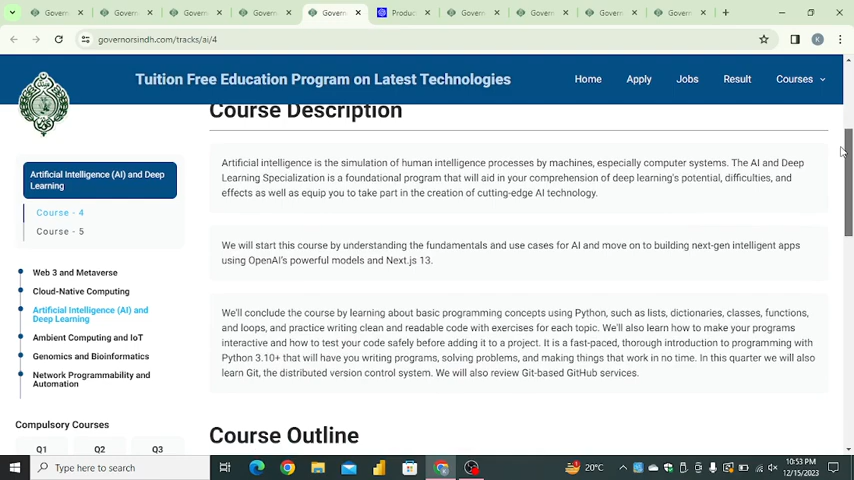 Govern
Govern
Govern
Govern
Govern
Produc
Govern
Govern
Govern
Govern
governorsindh.com/tracks/ai/4
K
Tuition Free Education Program on Latest Technologies
Home Apply Jobs Result Courses
Course Description
Artificial intelligence is the simulation of human intelligence processes by machines, especially computer systems. The AI and Deep
Learning Specialization is a foundational program that will aid in your comprehension of deep learning's potential, difficulties, and
effects as well as equip you to take part in the creation of cutting-edge AI technology.
We will start this course by understanding the fundamentals and use cases for AI and move on to building next-gen intelligent apps
using OpenAI's powerful models and Next.js 13.
We'll conclude the course by learning about basic programming concepts using Python, such as lists, dictionaries, classes, functions,
and loops, and practice writing clean and readable code with exercises for each topic. We'll also learn how to make your programs
interactive and how to test your code safely before adding it to a project. It is a fast-paced, thorough introduction to programming with
Python 3.10+ that will have you writing programs, solving problems, and making things that work in no time. In this quarter we will also
learn Git, the distributed version control system. We will also review Git-based GitHub services.
Course Outline
Artificial Intelligence (AI) and Deep
Learning
Course - 4
Course - 5
Web 3 and Metaverse
Cloud-Native Computing
Artificial Intelligence (AI) and
Deep Learning
Ambient Computing and IoT
Genomics and Bioinformatics
Network Programmability and
Automation
Compulsory Courses
Q1 Q2 Q3
Type here to search
20°C
10:53 PM
12/15/2023